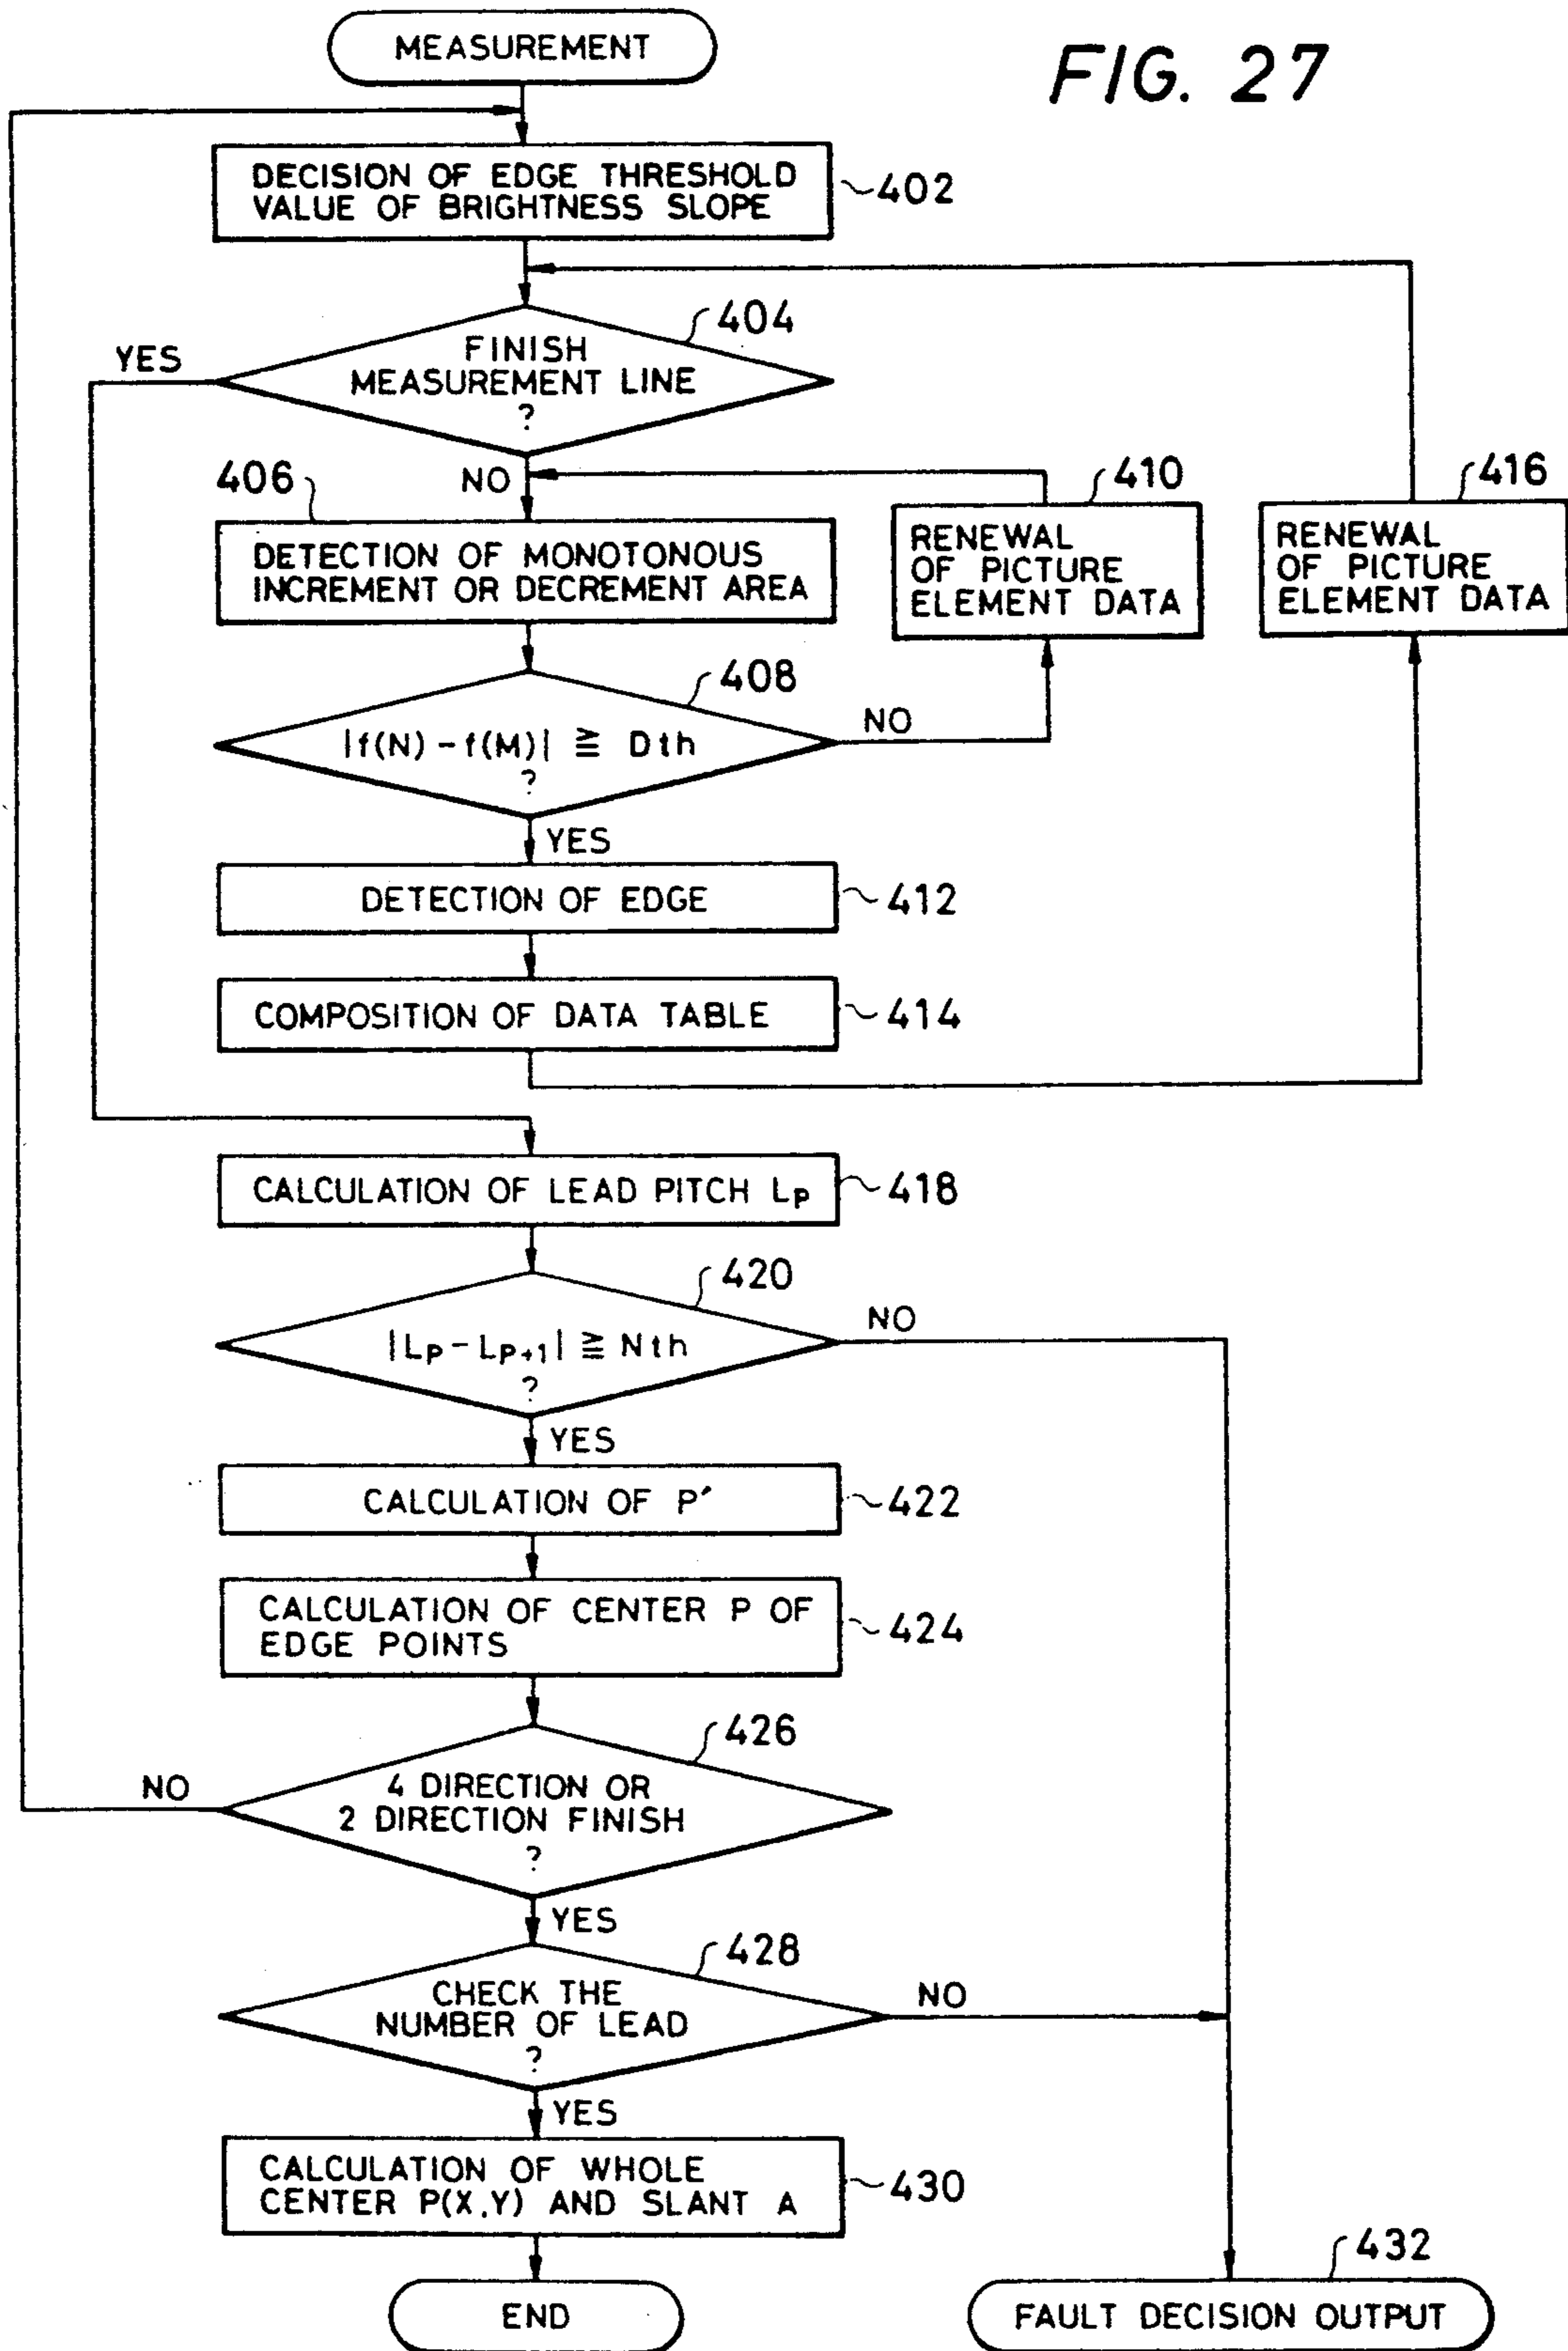 MEASUREMENT
FIG. 27
DECISION OF EDGE THRESHOLD
VALUE OF BRIGHTNESS SLOPE
402
404
YES
FINISH
MEASUREMENT LINE
?
406
NO
410
416
DETECTION OF MONOTONOUS
INCREMENT OR DECREMENT AREA
RENEWAL
OF PICTURE
ELEMENT DATA
RENEWAL
OF PICTURE
ELEMENT DATA
408
|f(N) - f(M)| ≧ Dth
?
NO
YES
DETECTION OF EDGE
412
COMPOSITION OF DATA TABLE
414
CALCULATION OF LEAD PITCH LP
418
420
|LP - LP+1| ≧ Nth
?
NO
YES
CALCULATION OF P′
422
CALCULATION OF CENTER P OF
EDGE POINTS
424
426
NO
4 DIRECTION OR
2 DIRECTION FINISH
?
YES
428
CHECK THE
NUMBER OF LEAD
?
NO
YES
CALCULATION OF WHOLE
CENTER P(X,Y) AND SLANT A
430
432
END
FAULT DECISION OUTPUT